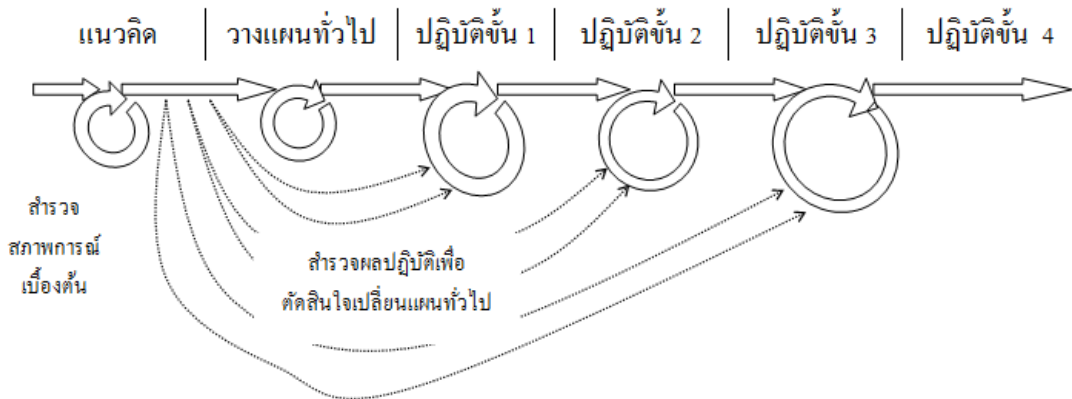 แนวคิด วางแผนทั่วไป ปฏิบัติขั้น 1 ปฏิบัติขั้น 2 ปฏิบัติขั้น 3 ปฏิบัติขั้น 4
สำรวจ
สภาพการณ์
เบื้องต้น
สำรวจผลปฏิบัติเพื่อ
ตัดสินใจเปลี่ยนแผนทั่วไป